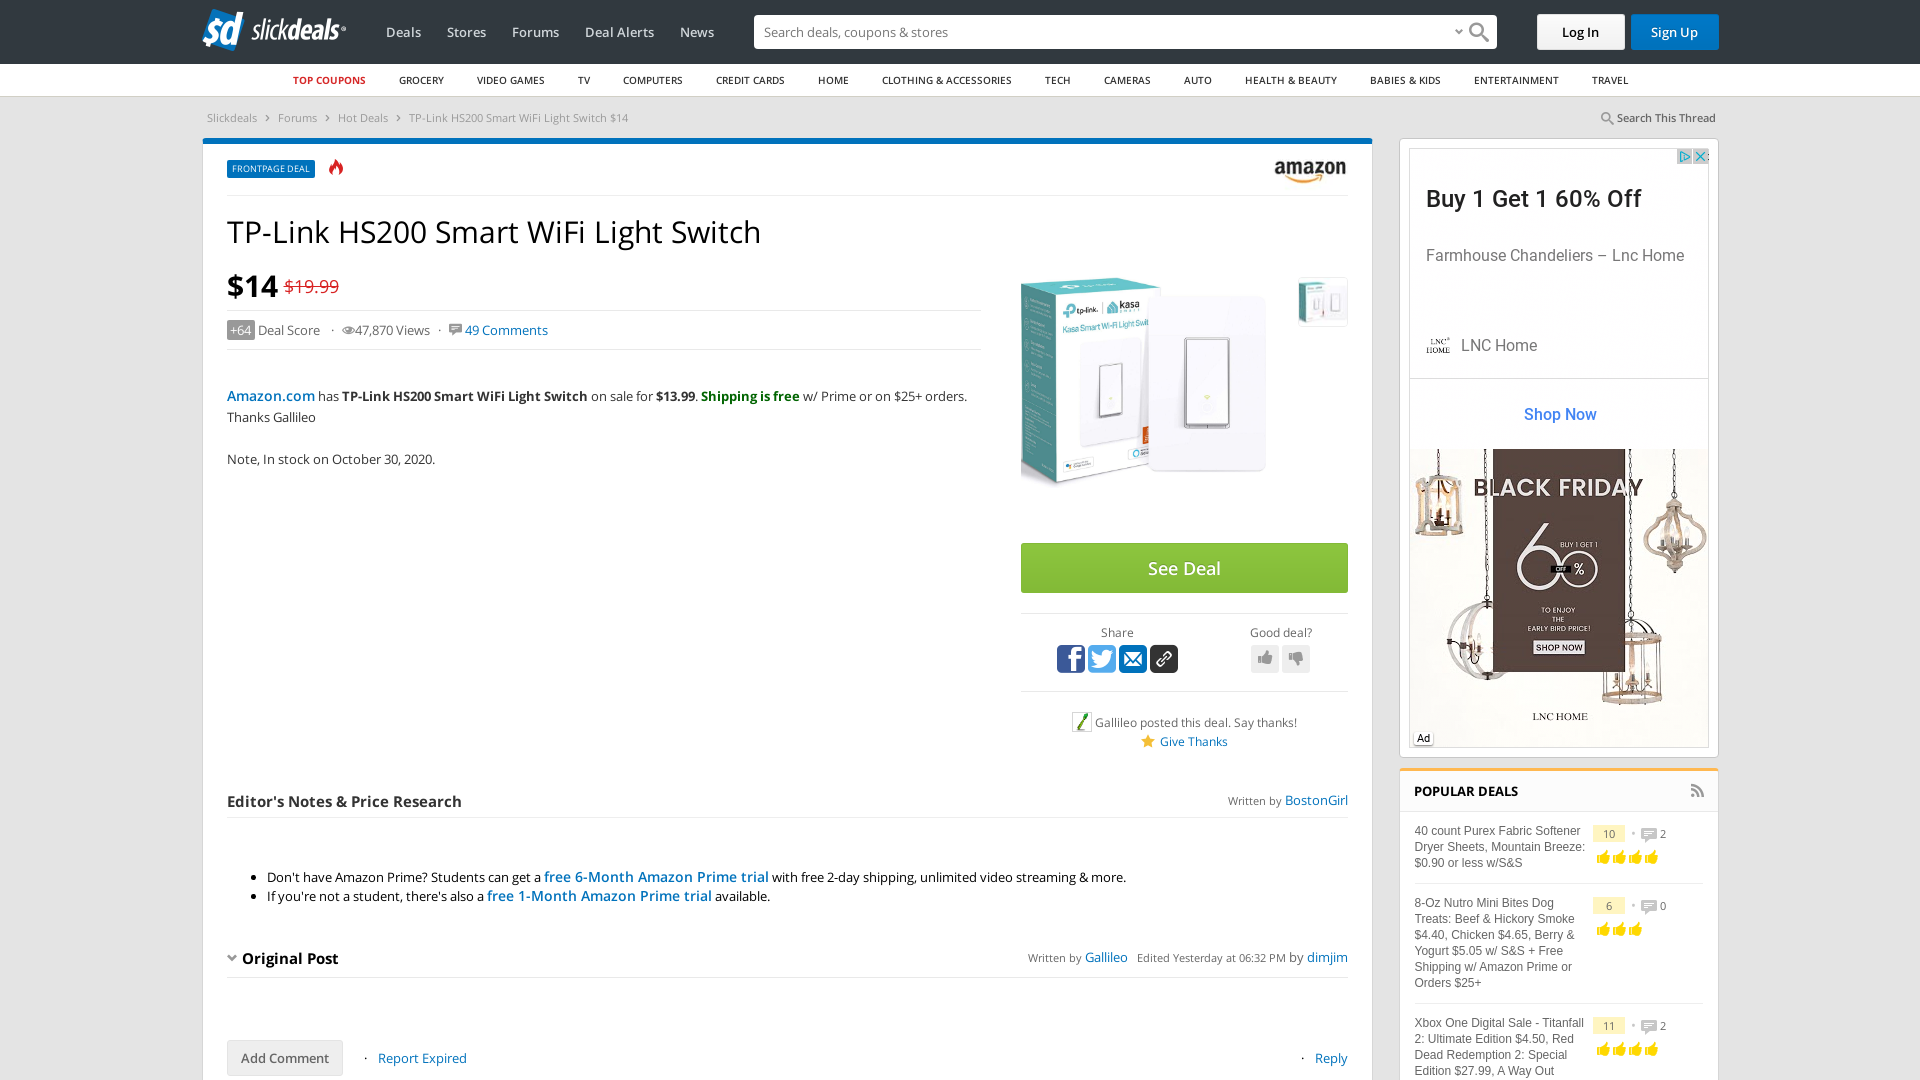 slickdeals
Deals
Stores
Forums
Deal Alerts
News
Search deals, coupons & stores
Log In
Sign Up
TOP COUPONS
GROCERY
VIDEO GAMES
TV
COMPUTERS
CREDIT CARDS
HOME
CLOTHING & ACCESSORIES
TECH
CAMERAS
AUTO
HEALTH & BEAUTY
BABIES & KIDS
ENTERTAINMENT
TRAVEL
Slickdeals > Forums > Hot Deals > TP-Link HS200 Smart WiFi Light Switch $14
Search This Thread
FRONTPAGE DEAL
amazon
TP-Link HS200 Smart WiFi Light Switch
$14 $19.99
+64 Deal Score · 47,870 Views · 49 Comments
Amazon.com has TP-Link HS200 Smart WiFi Light Switch on sale for $13.99. Shipping is free w/ Prime or on $25+ orders.
Thanks Gallileo
Note, In stock on October 30, 2020.
tp-link | kasa smart
Kasa Smart Wi-Fi Light Swit
See Deal
Share
Good deal?
Gallileo posted this deal. Say thanks!
Give Thanks
Editor's Notes & Price Research
Written by BostonGirl
• Don't have Amazon Prime? Students can get a free 6-Month Amazon Prime trial with free 2-day shipping, unlimited video streaming & more.
• If you're not a student, there's also a free 1-Month Amazon Prime trial available.
Original Post
Written by Gallileo Edited Yesterday at 06:32 PM by dimjim
Add Comment
· Report Expired
· Reply
Buy 1 Get 1 60% Off
Farmhouse Chandeliers – Lnc Home
LNC HOME
LNC Home
Shop Now
BLACK FRIDAY
BUY 1 GET 1
60 OFF %
TO ENJOY
THE
EARLY BIRD PRICE!
SHOP NOW
LNC HOME
Ad
POPULAR DEALS
40 count Purex Fabric Softener
Dryer Sheets, Mountain Breeze:
$0.90 or less w/S&S
10 • 2
8-Oz Nutro Mini Bites Dog
Treats: Beef & Hickory Smoke
$4.40, Chicken $4.65, Berry &
Yogurt $5.05 w/ S&S + Free
Shipping w/ Amazon Prime or
Orders $25+
6 • 0
Xbox One Digital Sale - Titanfall
2: Ultimate Edition $4.50, Red
Dead Redemption 2: Special
Edition $27.99, A Way Out
11 • 2